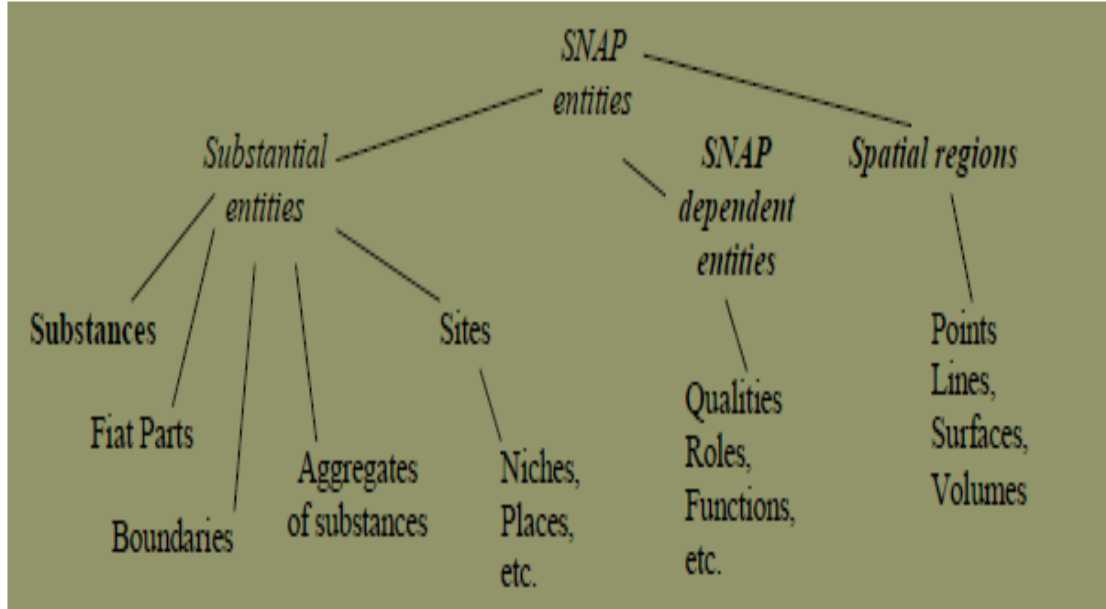 SNAP
entities
Substantial
entities
SNAP
dependent
entities
Spatial regions
Substances
Fiat Parts
Boundaries
Aggregates
of substances
Sites
Niches,
Places,
etc.
Qualities
Roles,
Functions,
etc.
Points
Lines,
Surfaces,
Volumes